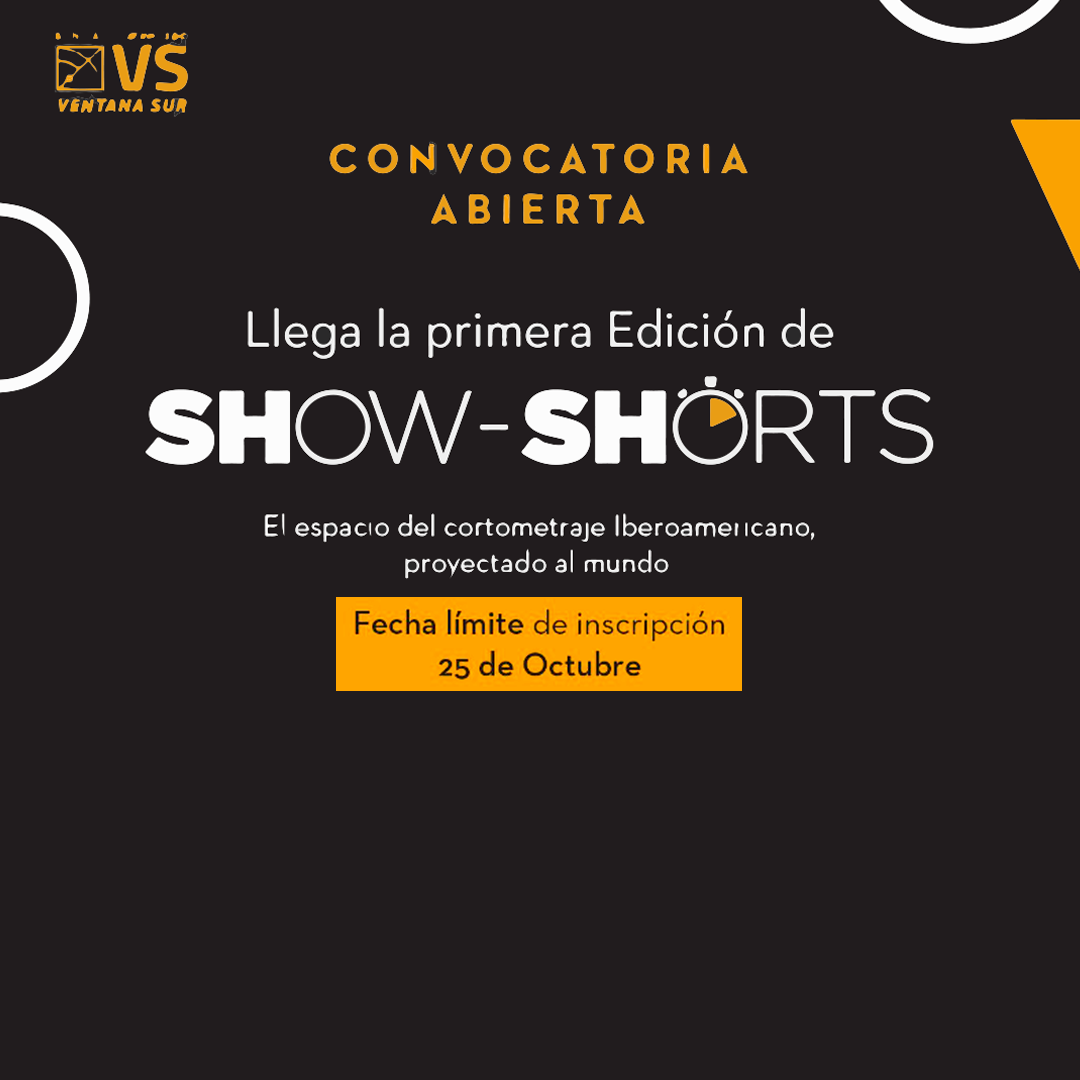 VS
VENTANA SUR
CONVOCATORIA
ABIERTA
Llega la primera Edición de
SHOW-SHORTS
El espacio del cortometraje Iberoamericano,
proyectado al mundo
Fecha límite de inscripción
25 de Octubre